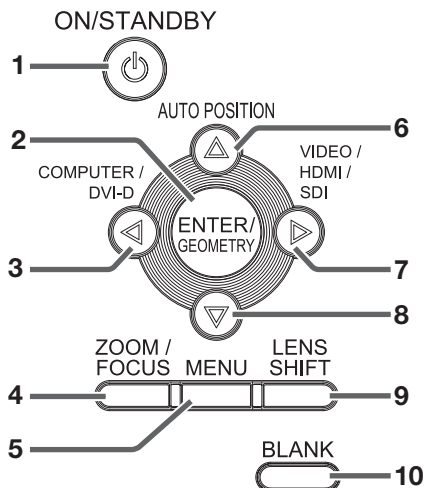 ON/STANDBY
1
AUTO POSITION
6
2
VIDEO /
HDMI /
SDI
COMPUTER /
DVI-D
ENTER/
GEOMETRY
3
7
8
ZOOM /
FOCUS
MENU
LENS
SHIFT
4
9
5
BLANK
10